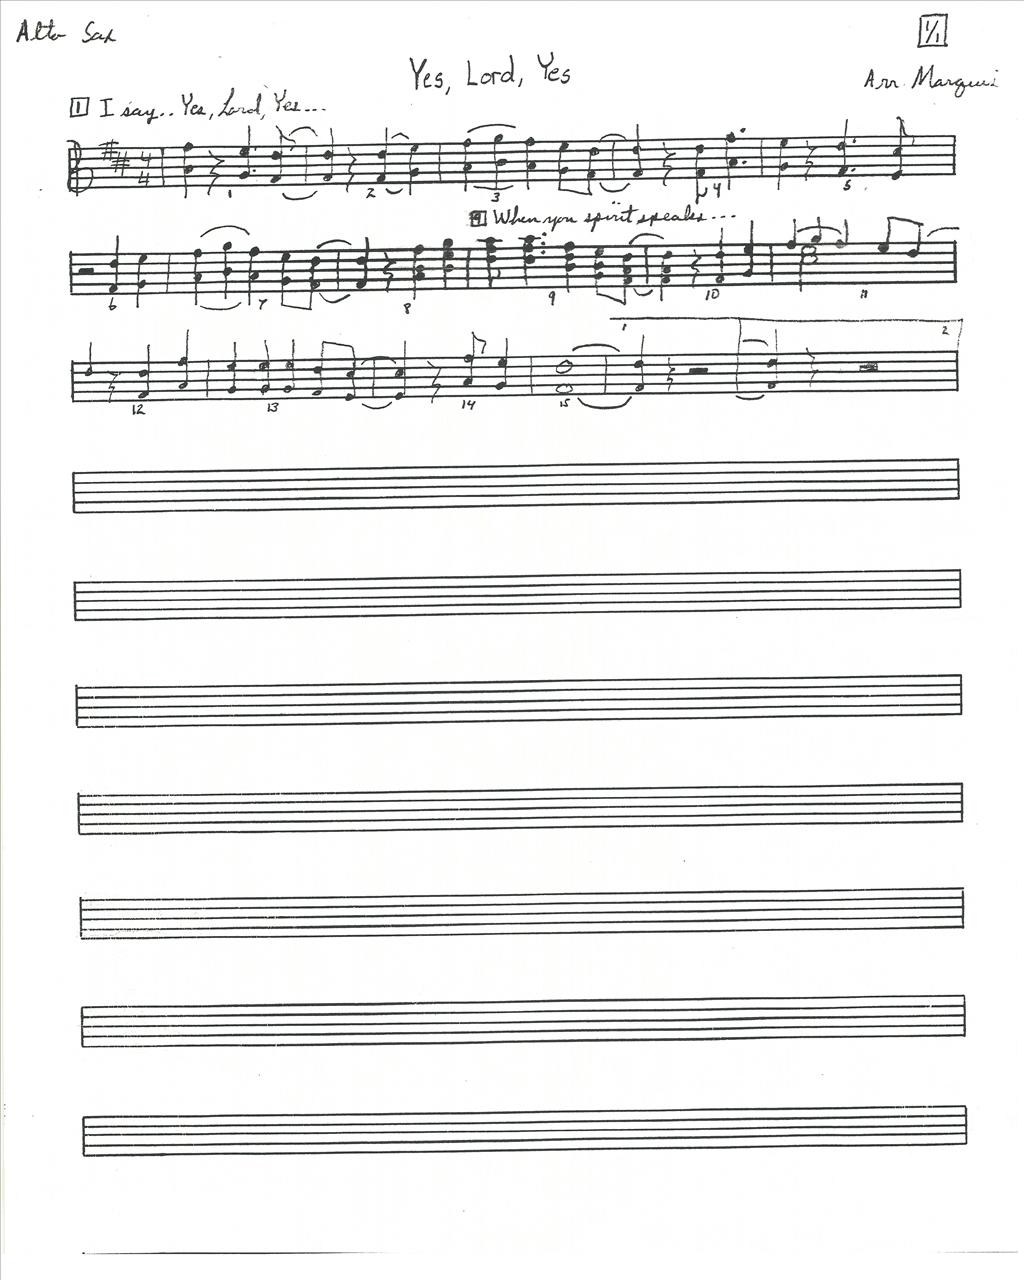 Alto Sax
1/1
Yes, Lord, Yes
Arr. Marquis
1 I say.. Yes, Lord, Yes...
4
4
1 2 3 4 5
9 When you spirit speaks...
6 7 8 9 10 11
1 2
12 13 14 15